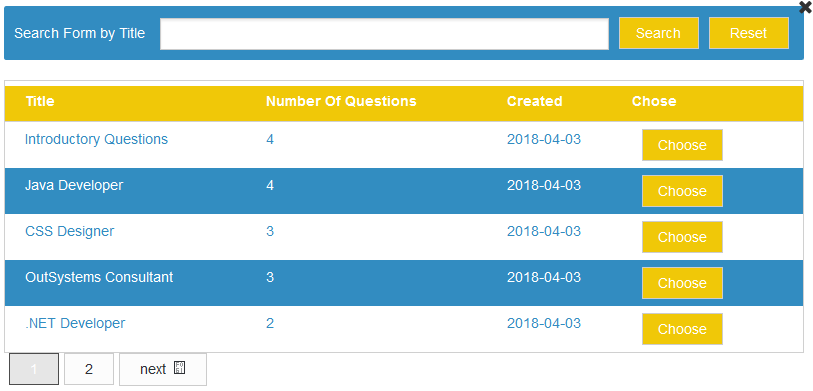 Search Form by Title Search Reset
Title Number Of Questions Created Chose
Introductory Questions 4 2018-04-03 Choose
Java Developer 4 2018-04-03 Choose
CSS Designer 3 2018-04-03 Choose
OutSystems Consultant 3 2018-04-03 Choose
.NET Developer 2 2018-04-03 Choose
1 2 next